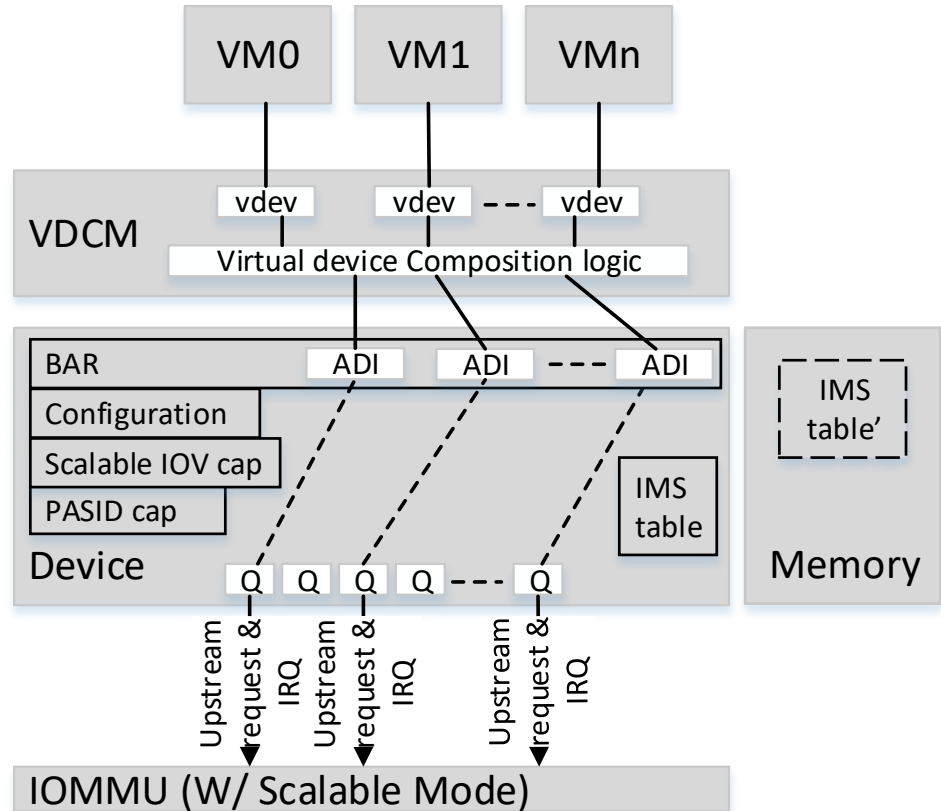 VM0 VM1 VMn
vdev vdev vdev
VDCM
Virtual device Composition logic
BAR ADI ADI ADI
Configuration
Scalable IOV cap
PASID cap
IMS
table
Device
Q Q Q Q Q
IMS
table’
Memory
Upstream
request &
IRQ
Upstream
request &
IRQ
Upstream
request &
IRQ
IOMMU (W/ Scalable Mode)